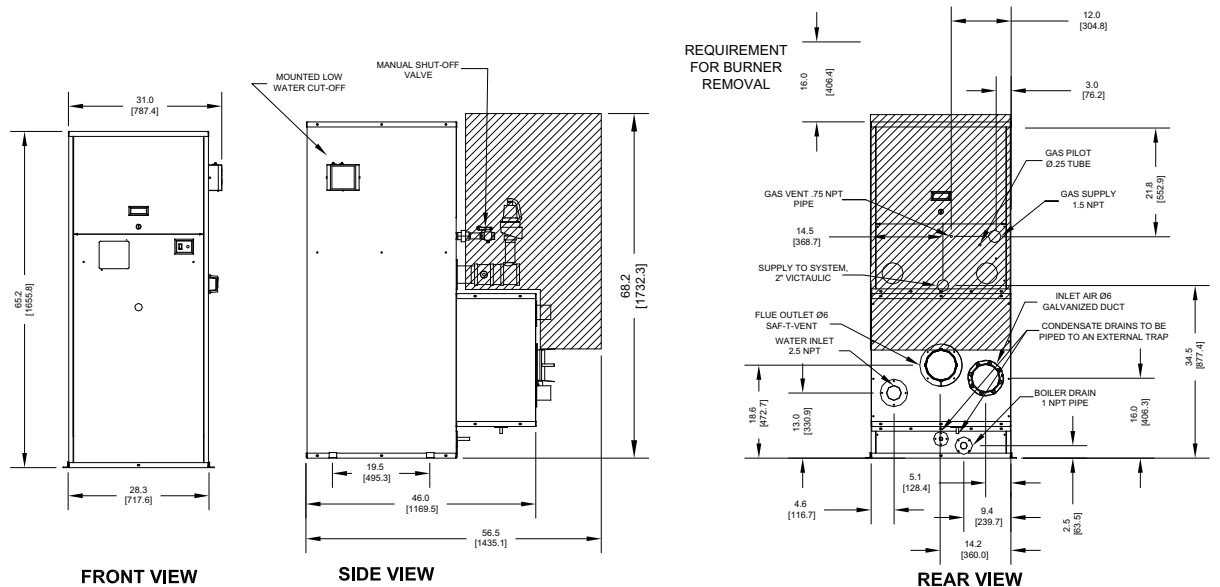 31.0
[787.4]
65.2
[1655.8]
28.3
[717.6]
FRONT VIEW
MOUNTED LOW
WATER CUT-OFF
MANUAL SHUT-OFF
VALVE
68.2
[1732.3]
19.5
[495.3]
46.0
[1169.5]
56.5
[1435.1]
SIDE VIEW
REQUIREMENT
FOR BURNER
REMOVAL
16.0
[406.4]
12.0
[304.8]
3.0
[76.2]
GAS PILOT
Ø.25 TUBE
21.8
[552.9]
GAS VENT .75 NPT
PIPE
GAS SUPPLY
1.5 NPT
14.5
[368.7]
SUPPLY TO SYSTEM,
2" VICTAULIC
INLET AIR Ø6
GALVANIZED DUCT
FLUE OUTLET Ø6
SAF-T-VENT
CONDENSATE DRAINS TO BE
PIPED TO AN EXTERNAL TRAP
WATER INLET
2.5 NPT
34.5
[877.4]
BOILER DRAIN
1 NPT PIPE
18.6
[472.7]
13.0
[330.9]
16.0
[406.3]
5.1
[128.4]
4.6
[116.7]
9.4
[239.7]
2.5
[63.5]
14.2
[360.0]
REAR VIEW